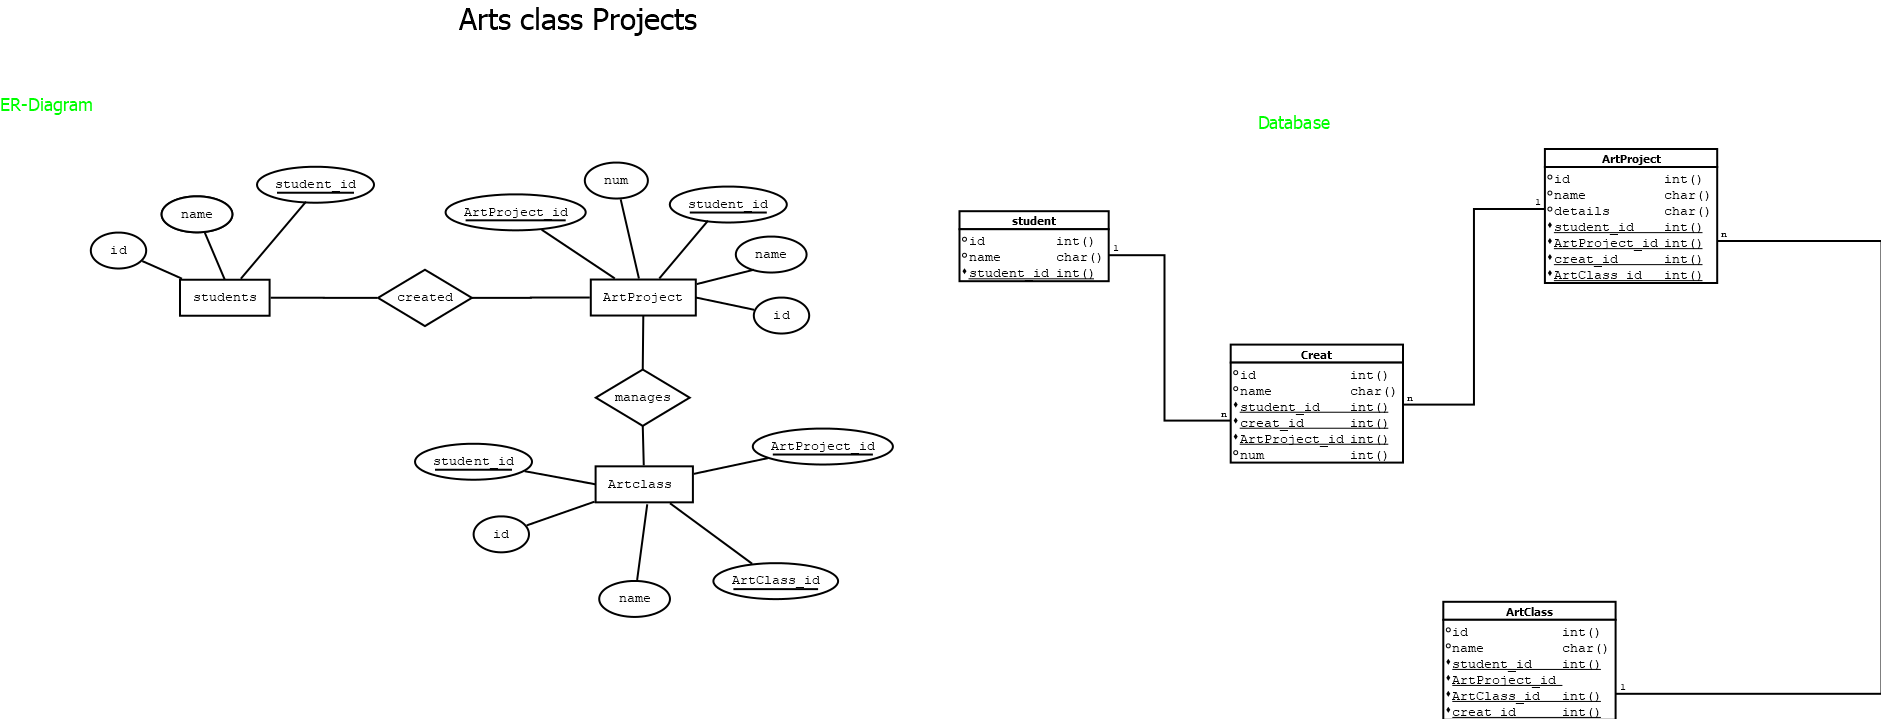 Arts class Projects
ER-Diagram
Database
student_id
name
id
students
created
num
ArtProject_id
student_id
name
ArtProject
id
manages
student_id
ArtProject_id
Artclass
id
name
ArtClass_id
student
id int()
name char()
student_id int()
1
n
Creat
id int()
name char()
student_id int()
creat_id int()
ArtProject_id int()
num int()
n
1
ArtProject
id int()
name char()
details char()
student_id int()
ArtProject_id int()
creat_id int()
ArtClass_id int()
n
ArtClass
id int()
name char()
student_id int()
ArtProject_id
ArtClass_id int()
creat_id int()
1